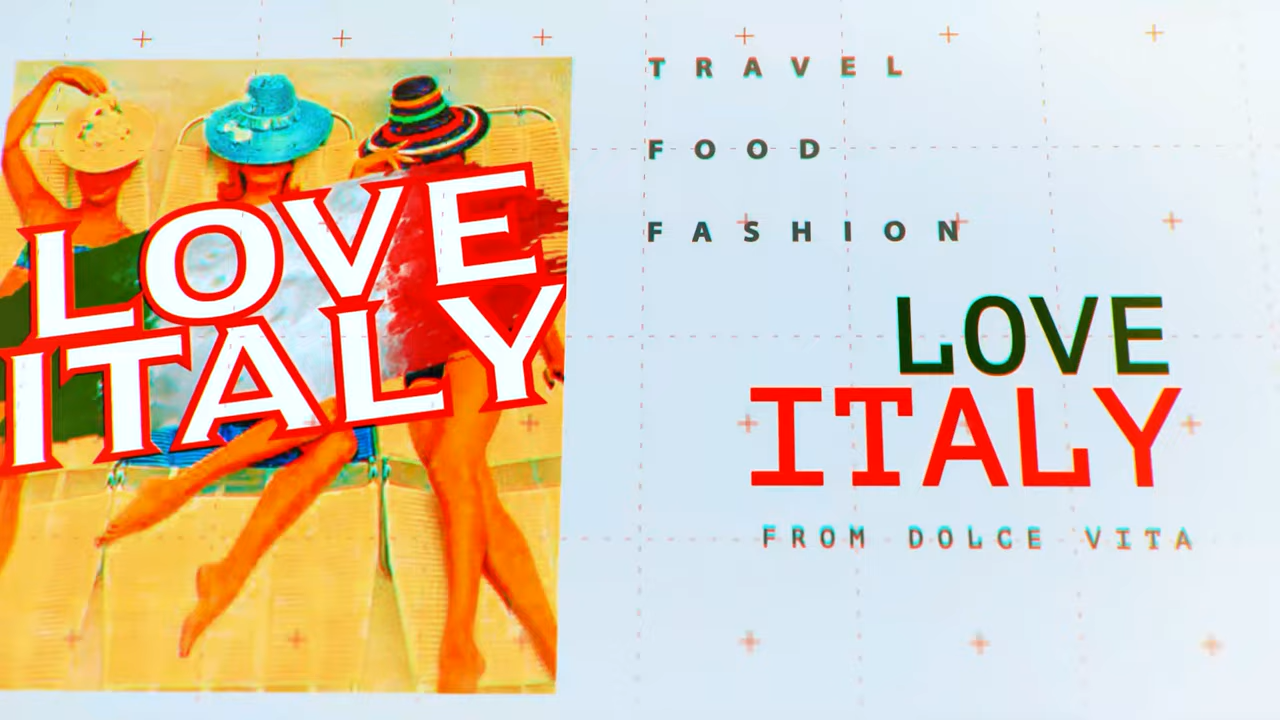 LOVE
ITALY
TRAVEL
FOOD
FASHION
LOVE
ITALY
FROM DOLCE VITA